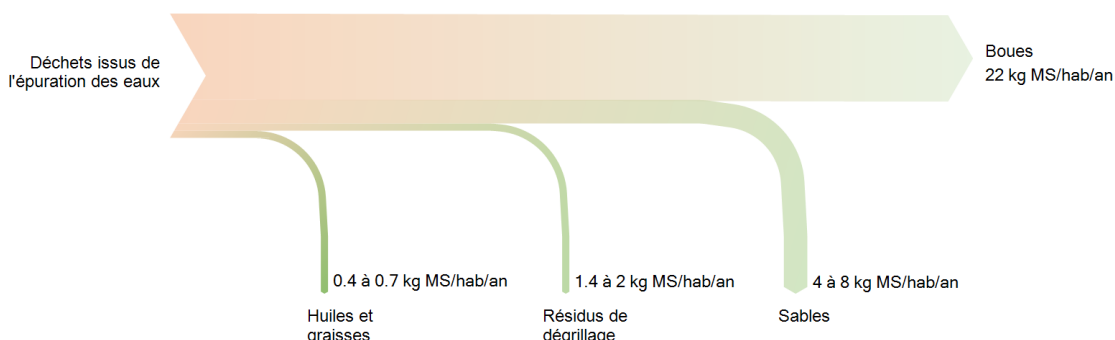 Déchets issus de
l'épuration des eaux
Boues
22 kg MS/hab/an
0.4 à 0.7 kg MS/hab/an
Huiles et
graisses
1.4 à 2 kg MS/hab/an
Résidus de
dégrillage
4 à 8 kg MS/hab/an
Sables